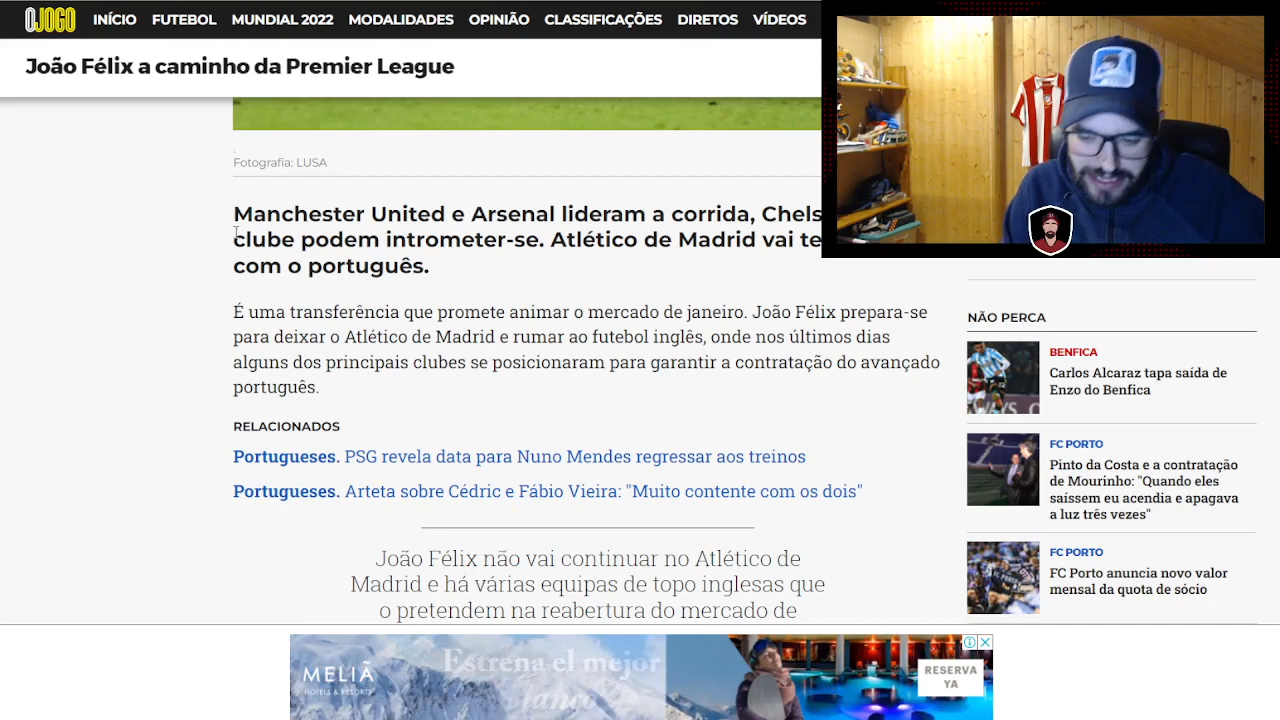 OJOGO INÍCIO FUTEBOL MUNDIAL 2022 MODALIDADES OPINIÃO CLASSIFICAÇÕES DIRETOS VÍDEOS
João Félix a caminho da Premier League
.
Fotografia: LUSA
Manchester United e Arsenal lideram a corrida, Chels
clube podem intrometer-se. Atlético de Madrid vai te
com o português.
É uma transferência que promete animar o mercado de janeiro. João Félix prepara-se
para deixar o Atlético de Madrid e rumar ao futebol inglês, onde nos últimos dias
alguns dos principais clubes se posicionaram para garantir a contratação do avançado
português.
RELACIONADOS
Portugueses. PSG revela data para Nuno Mendes regressar aos treinos
Portugueses. Arteta sobre Cédric e Fábio Vieira: "Muito contente com os dois"
João Félix não vai continuar no Atlético de
Madrid e há várias equipas de topo inglesas que
o pretendem na reabertura do mercado de
NÃO PERCA
BENFICA
Carlos Alcaraz tapa saída de
Enzo do Benfica
FC PORTO
Pinto da Costa e a contratação
de Mourinho: "Quando eles
saíssem eu acendia e apagava
a luz três vezes"
FC PORTO
FC Porto anuncia novo valor
mensal da quota de sócio
MELIÃ
HOTELS & RESORTS
Estrena el mejor
blanco
RESERVA
YA